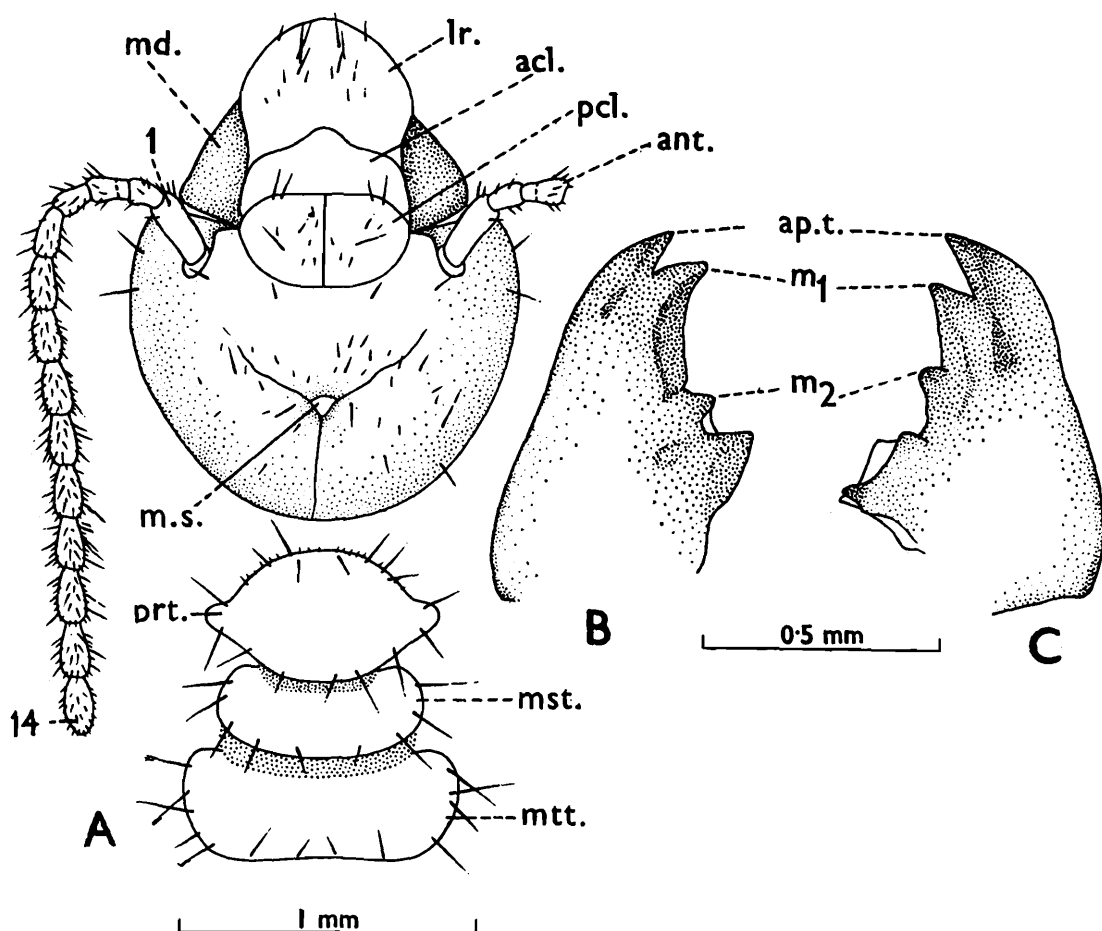 md.
lr.
acl.
pcl.
ant.
1
ap.t.
m1
m2
m.s.
prt.
B
0·5 mm
C
mst.
14
mtt.
A
1 mm